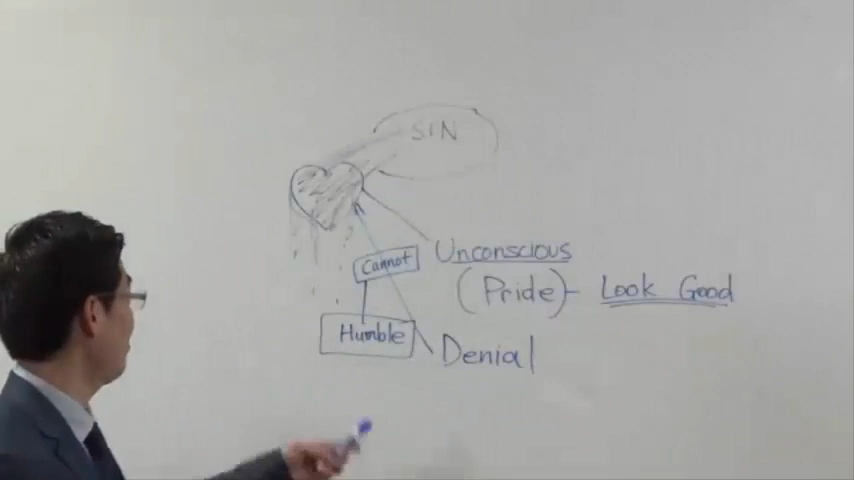 SIN
Unconscious
Cannot
(Pride) - Look Good
Humble
Denial